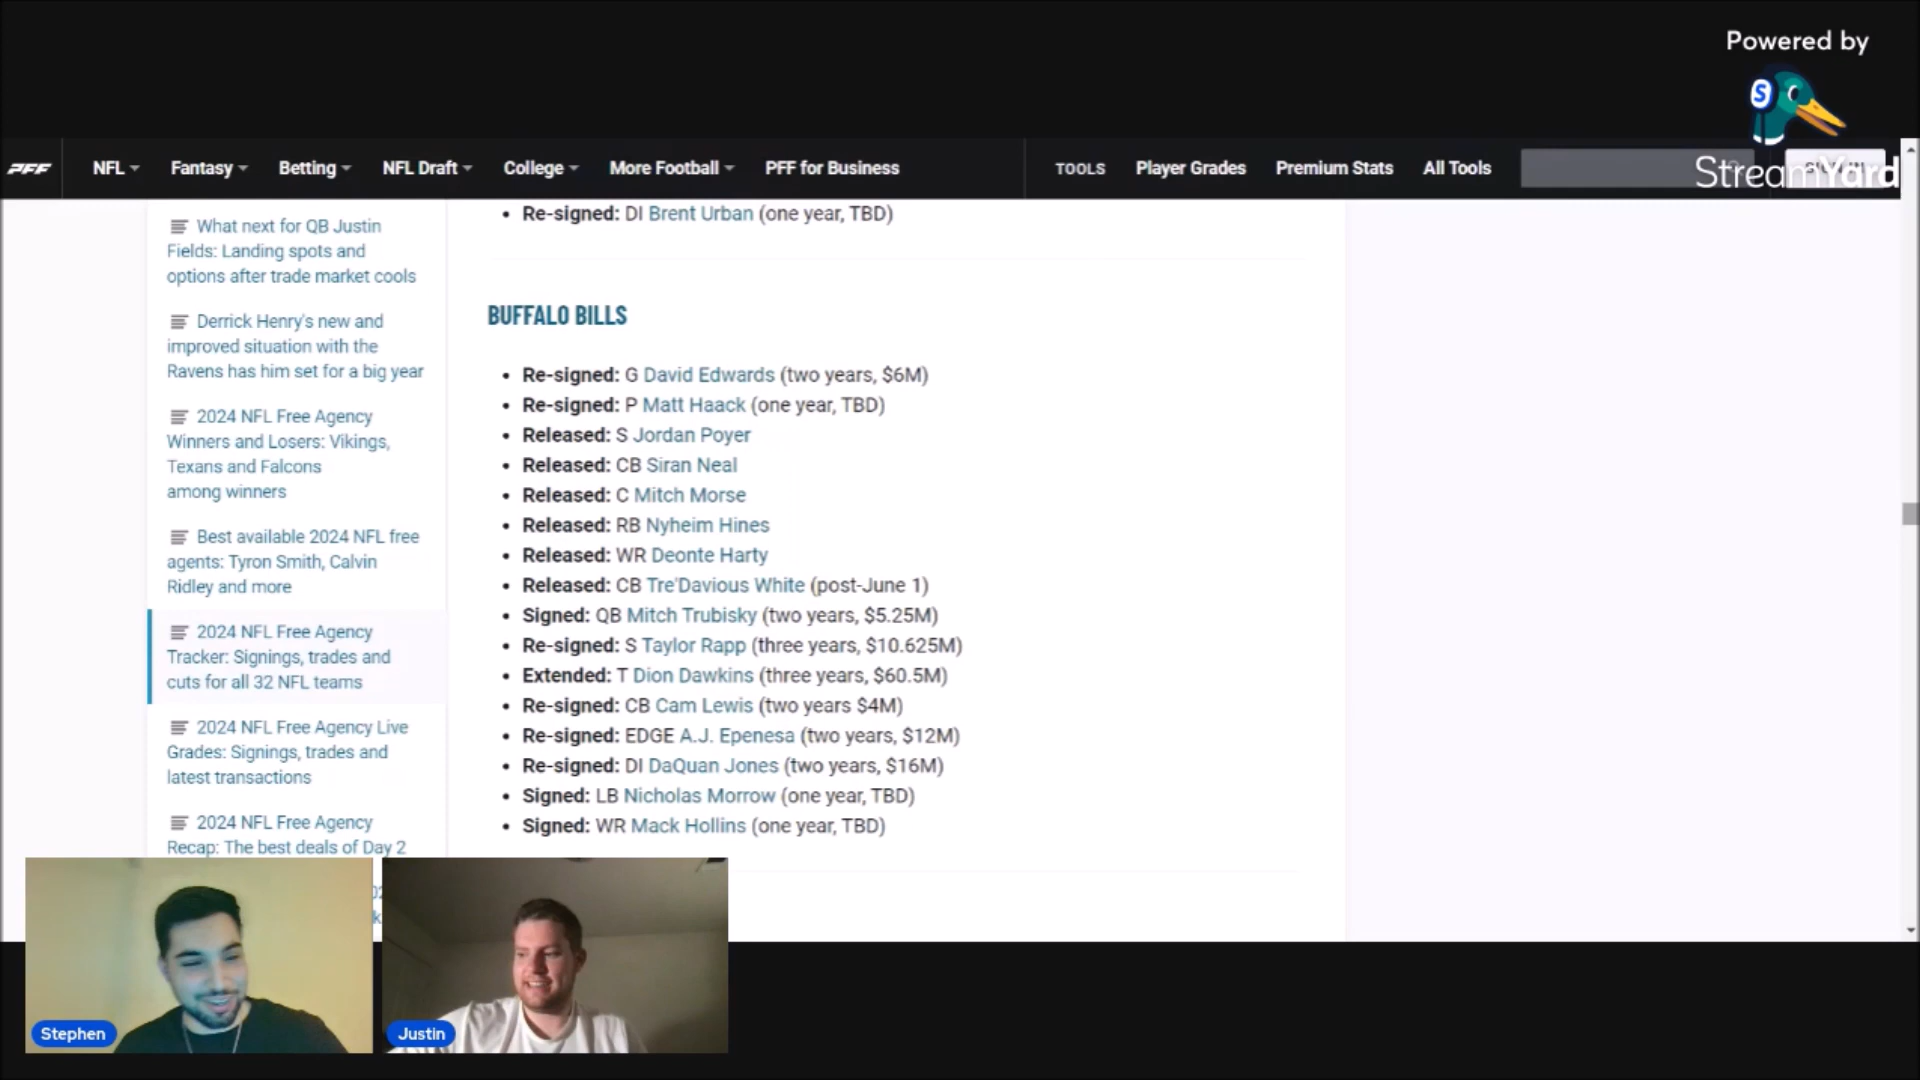 Powered by
S
StreamYard
PFF
NFL
Fantasy
Betting
NFL Draft
College
More Football
PFF for Business
TOOLS
Player Grades
Premium Stats
All Tools
What next for QB Justin
Fields: Landing spots and
options after trade market cools
Derrick Henry's new and
improved situation with the
Ravens has him set for a big year
2024 NFL Free Agency
Winners and Losers: Vikings,
Texans and Falcons
among winners
Best available 2024 NFL free
agents: Tyron Smith, Calvin
Ridley and more
2024 NFL Free Agency
Tracker: Signings, trades and
cuts for all 32 NFL teams
2024 NFL Free Agency Live
Grades: Signings, trades and
latest transactions
2024 NFL Free Agency
Recap: The best deals of Day 2
• Re-signed: DI Brent Urban (one year, TBD)
BUFFALO BILLS
• Re-signed: G David Edwards (two years, $6M)
• Re-signed: P Matt Haack (one year, TBD)
• Released: S Jordan Poyer
• Released: CB Siran Neal
• Released: C Mitch Morse
• Released: RB Nyheim Hines
• Released: WR Deonte Harty
• Released: CB Tre'Davious White (post-June 1)
• Signed: QB Mitch Trubisky (two years, $5.25M)
• Re-signed: S Taylor Rapp (three years, $10.625M)
• Extended: T Dion Dawkins (three years, $60.5M)
• Re-signed: CB Cam Lewis (two years $4M)
• Re-signed: EDGE A.J. Epenesa (two years, $12M)
• Re-signed: DI DaQuan Jones (two years, $16M)
• Signed: LB Nicholas Morrow (one year, TBD)
• Signed: WR Mack Hollins (one year, TBD)
Stephen
Justin